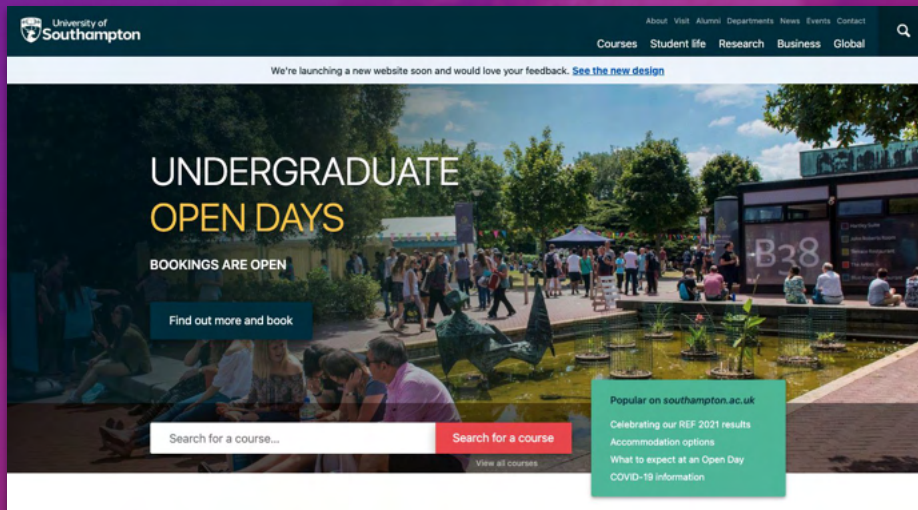 University of
Southampton
About Visit Alumni Departments News Events Contact
Courses Student life Research Business Global
We're launching a new website soon and would love your feedback. See the new design
UNDERGRADUATE
OPEN DAYS
BOOKINGS ARE OPEN
Find out more and book
B38
Search for a course...
Search for a course
View all courses
Popular on southampton.ac.uk
Celebrating our REF 2021 results
Accommodation options
What to expect at an Open Day
COVID-19 information